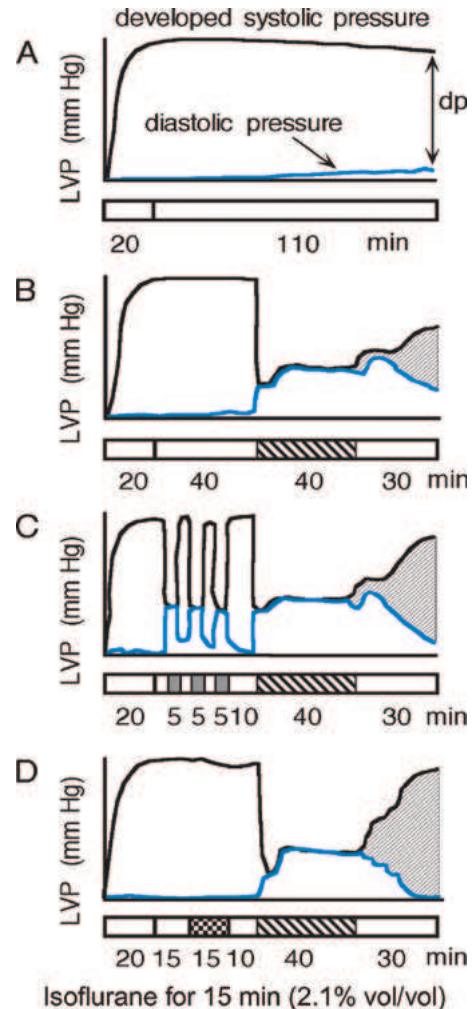 developed systolic pressure
A
LVP (mm Hg)
diastolic pressure
dp
20 110 min
B
LVP (mm Hg)
20 40 40 30 min
C
LVP (mm Hg)
20 5 5 5 10 40 30 min
D
LVP (mm Hg)
20 15 15 10 40 30 min
Isoflurane for 15 min (2.1% vol/vol)